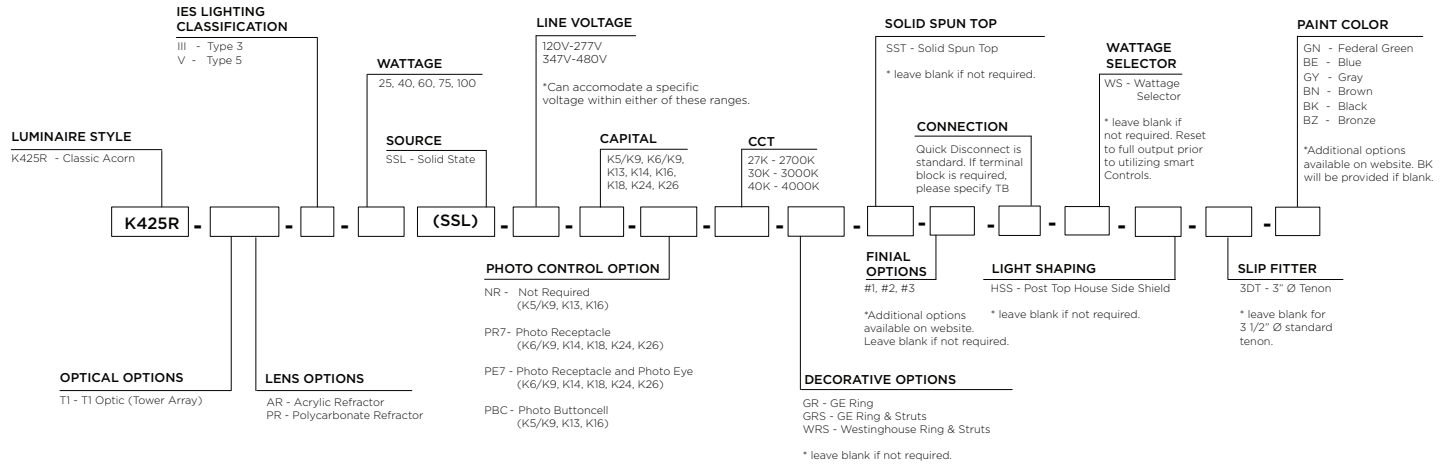 IES LIGHTING
CLASSIFICATION
III - Type 3
V - Type 5
WATTAGE
25, 40, 60, 75, 100
LINE VOLTAGE
120V-277V
347V-480V
*Can accomodate a specific
voltage within either of these ranges.
SOLID SPUN TOP
SST - Solid Spun Top
* leave blank if not required.
WATTAGE
SELECTOR
WS - Wattage
Selector
* leave blank if
not required. Reset
to full output prior
to utilizing smart
Controls.
PAINT COLOR
GN - Federal Green
BE - Blue
GY - Gray
BN - Brown
BK - Black
BZ - Bronze
*Additional options
available on website. BK
will be provided if blank.
LUMINAIRE STYLE
K425R - Classic Acorn
SOURCE
SSL - Solid State
CAPITAL
K5/K9, K6/K9,
K13, K14, K16,
K18, K24, K26
CCT
27K - 2700K
30K - 3000K
40K - 4000K
CONNECTION
Quick Disconnect is
standard. If terminal
block is required,
please specify TB
K425R - - - (SSL) - - - - - - - - - - - -
OPTICAL OPTIONS
T1 - T1 Optic (Tower Array)
LENS OPTIONS
AR - Acrylic Refractor
PR - Polycarbonate Refractor
PHOTO CONTROL OPTION
NR - Not Required
(K5/K9, K13, K16)
PR7- Photo Receptacle
(K6/K9, K14, K18, K24, K26)
PE7 - Photo Receptacle and Photo Eye
(K6/K9, K14, K18, K24, K26)
PBC - Photo Buttoncell
(K5/K9, K13, K16)
DECORATIVE OPTIONS
GR - GE Ring
GRS - GE Ring & Struts
WRS - Westinghouse Ring & Struts
* leave blank if not required.
FINIAL
OPTIONS
#1, #2, #3
*Additional options
available on website.
Leave blank if not required.
LIGHT SHAPING
HSS - Post Top House Side Shield
* leave blank if not required.
SLIP FITTER
3DT - 3" Ø Tenon
* leave blank for
3 1/2" Ø standard
tenon.